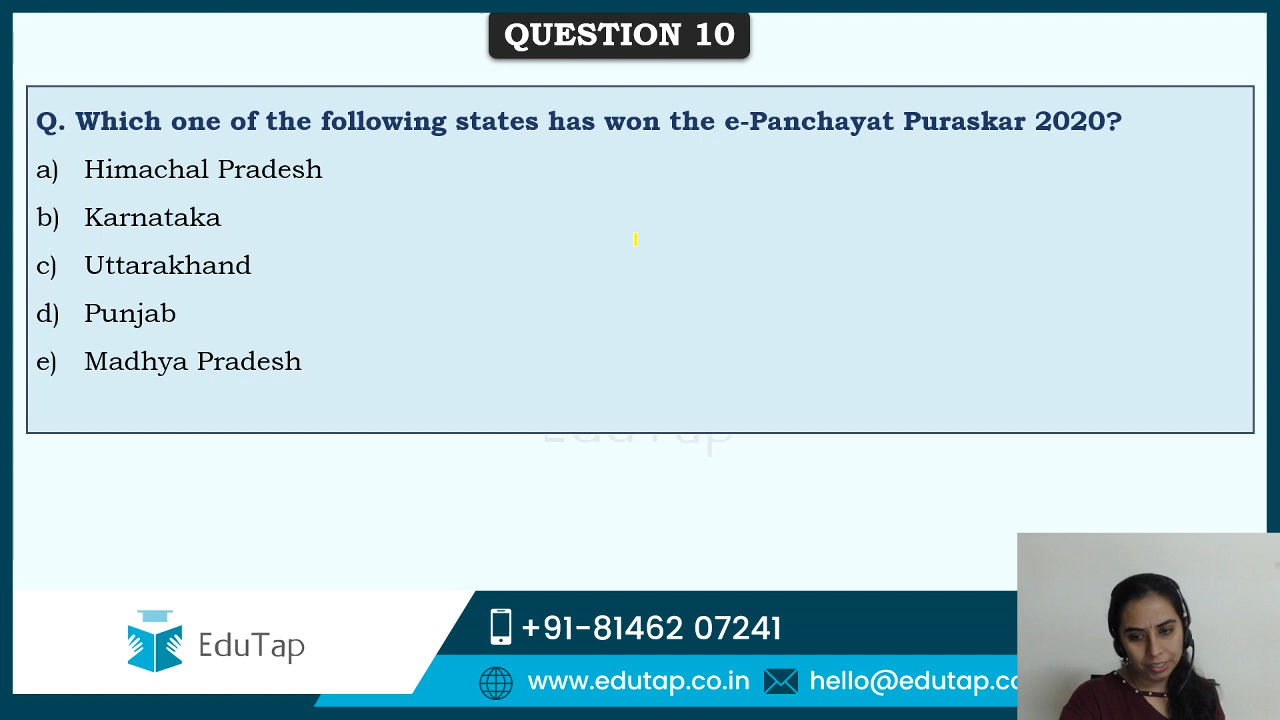 QUESTION 10
Q. Which one of the following states has won the e-Panchayat Puraskar 2020?
a) Himachal Pradesh
b) Karnataka
c) Uttarakhand
d) Punjab
e) Madhya Pradesh
EduTap
EduTap
+91-81462 07241
www.edutap.co.in
hello@edutap.co